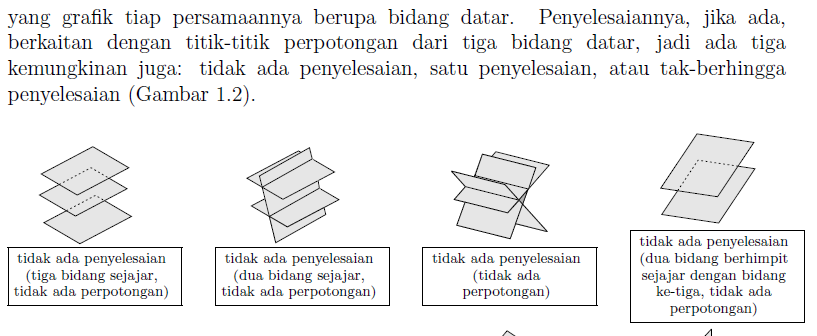 yang grafik tiap persamaannya berupa bidang datar. Penyelesaiannya, jika ada,
berkaitan dengan titik-titik perpotongan dari tiga bidang datar, jadi ada tiga
kemungkinan juga: tidak ada penyelesaian, satu penyelesaian, atau tak-berhingga
penyelesaian (Gambar 1.2).
tidak ada penyelesaian
(tiga bidang sejajar,
tidak ada perpotongan)
tidak ada penyelesaian
(dua bidang sejajar,
tidak ada perpotongan)
tidak ada penyelesaian
(tidak ada
perpotongan)
tidak ada penyelesaian
(dua bidang berhimpit
sejajar dengan bidang
ke-tiga, tidak ada
perpotongan)